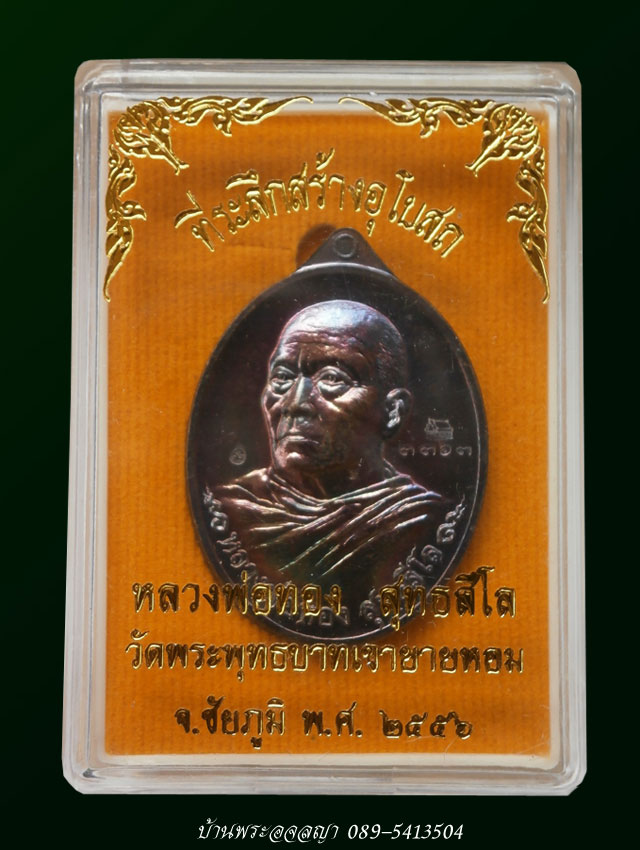 ที่ระลึกสร้างอุโบสถ
๓๓๑๓
หลวงพ่อทอง สุทธสีโล
วัดพระพุทธบาทเขายายหอม
จ.ชัยภูมิ พ.ศ. ๒๕๕๖
บ้านพระอจลญา 089-5413504